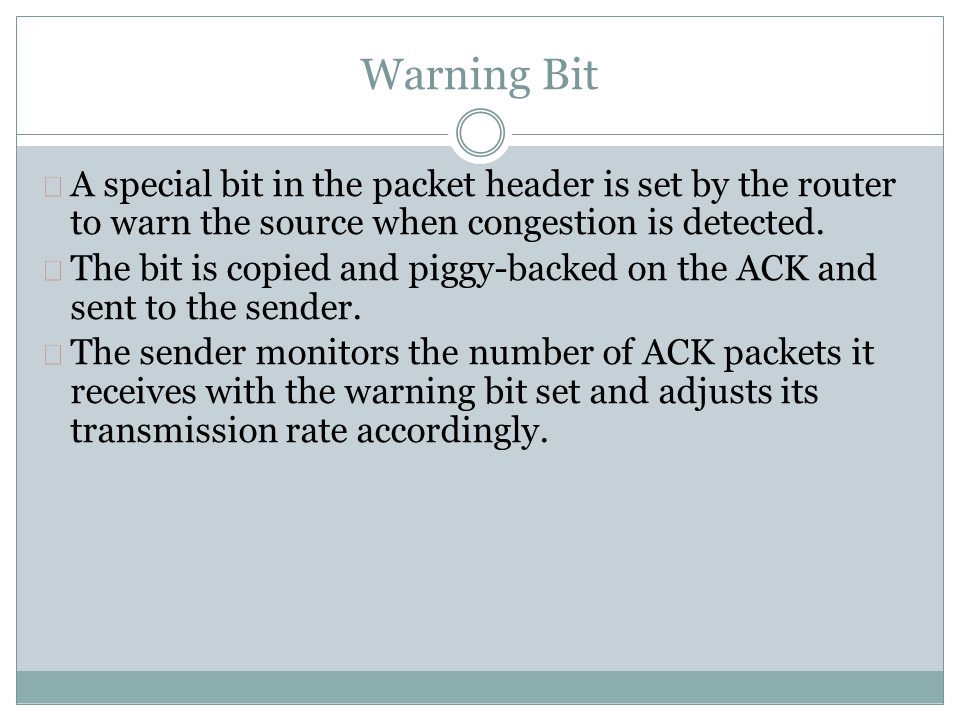 Warning Bit
A special bit in the packet header is set by the router
to warn the source when congestion is detected.
The bit is copied and piggy-backed on the ACK and
sent to the sender.
The sender monitors the number of ACK packets it
receives with the warning bit set and adjusts its
transmission rate accordingly.